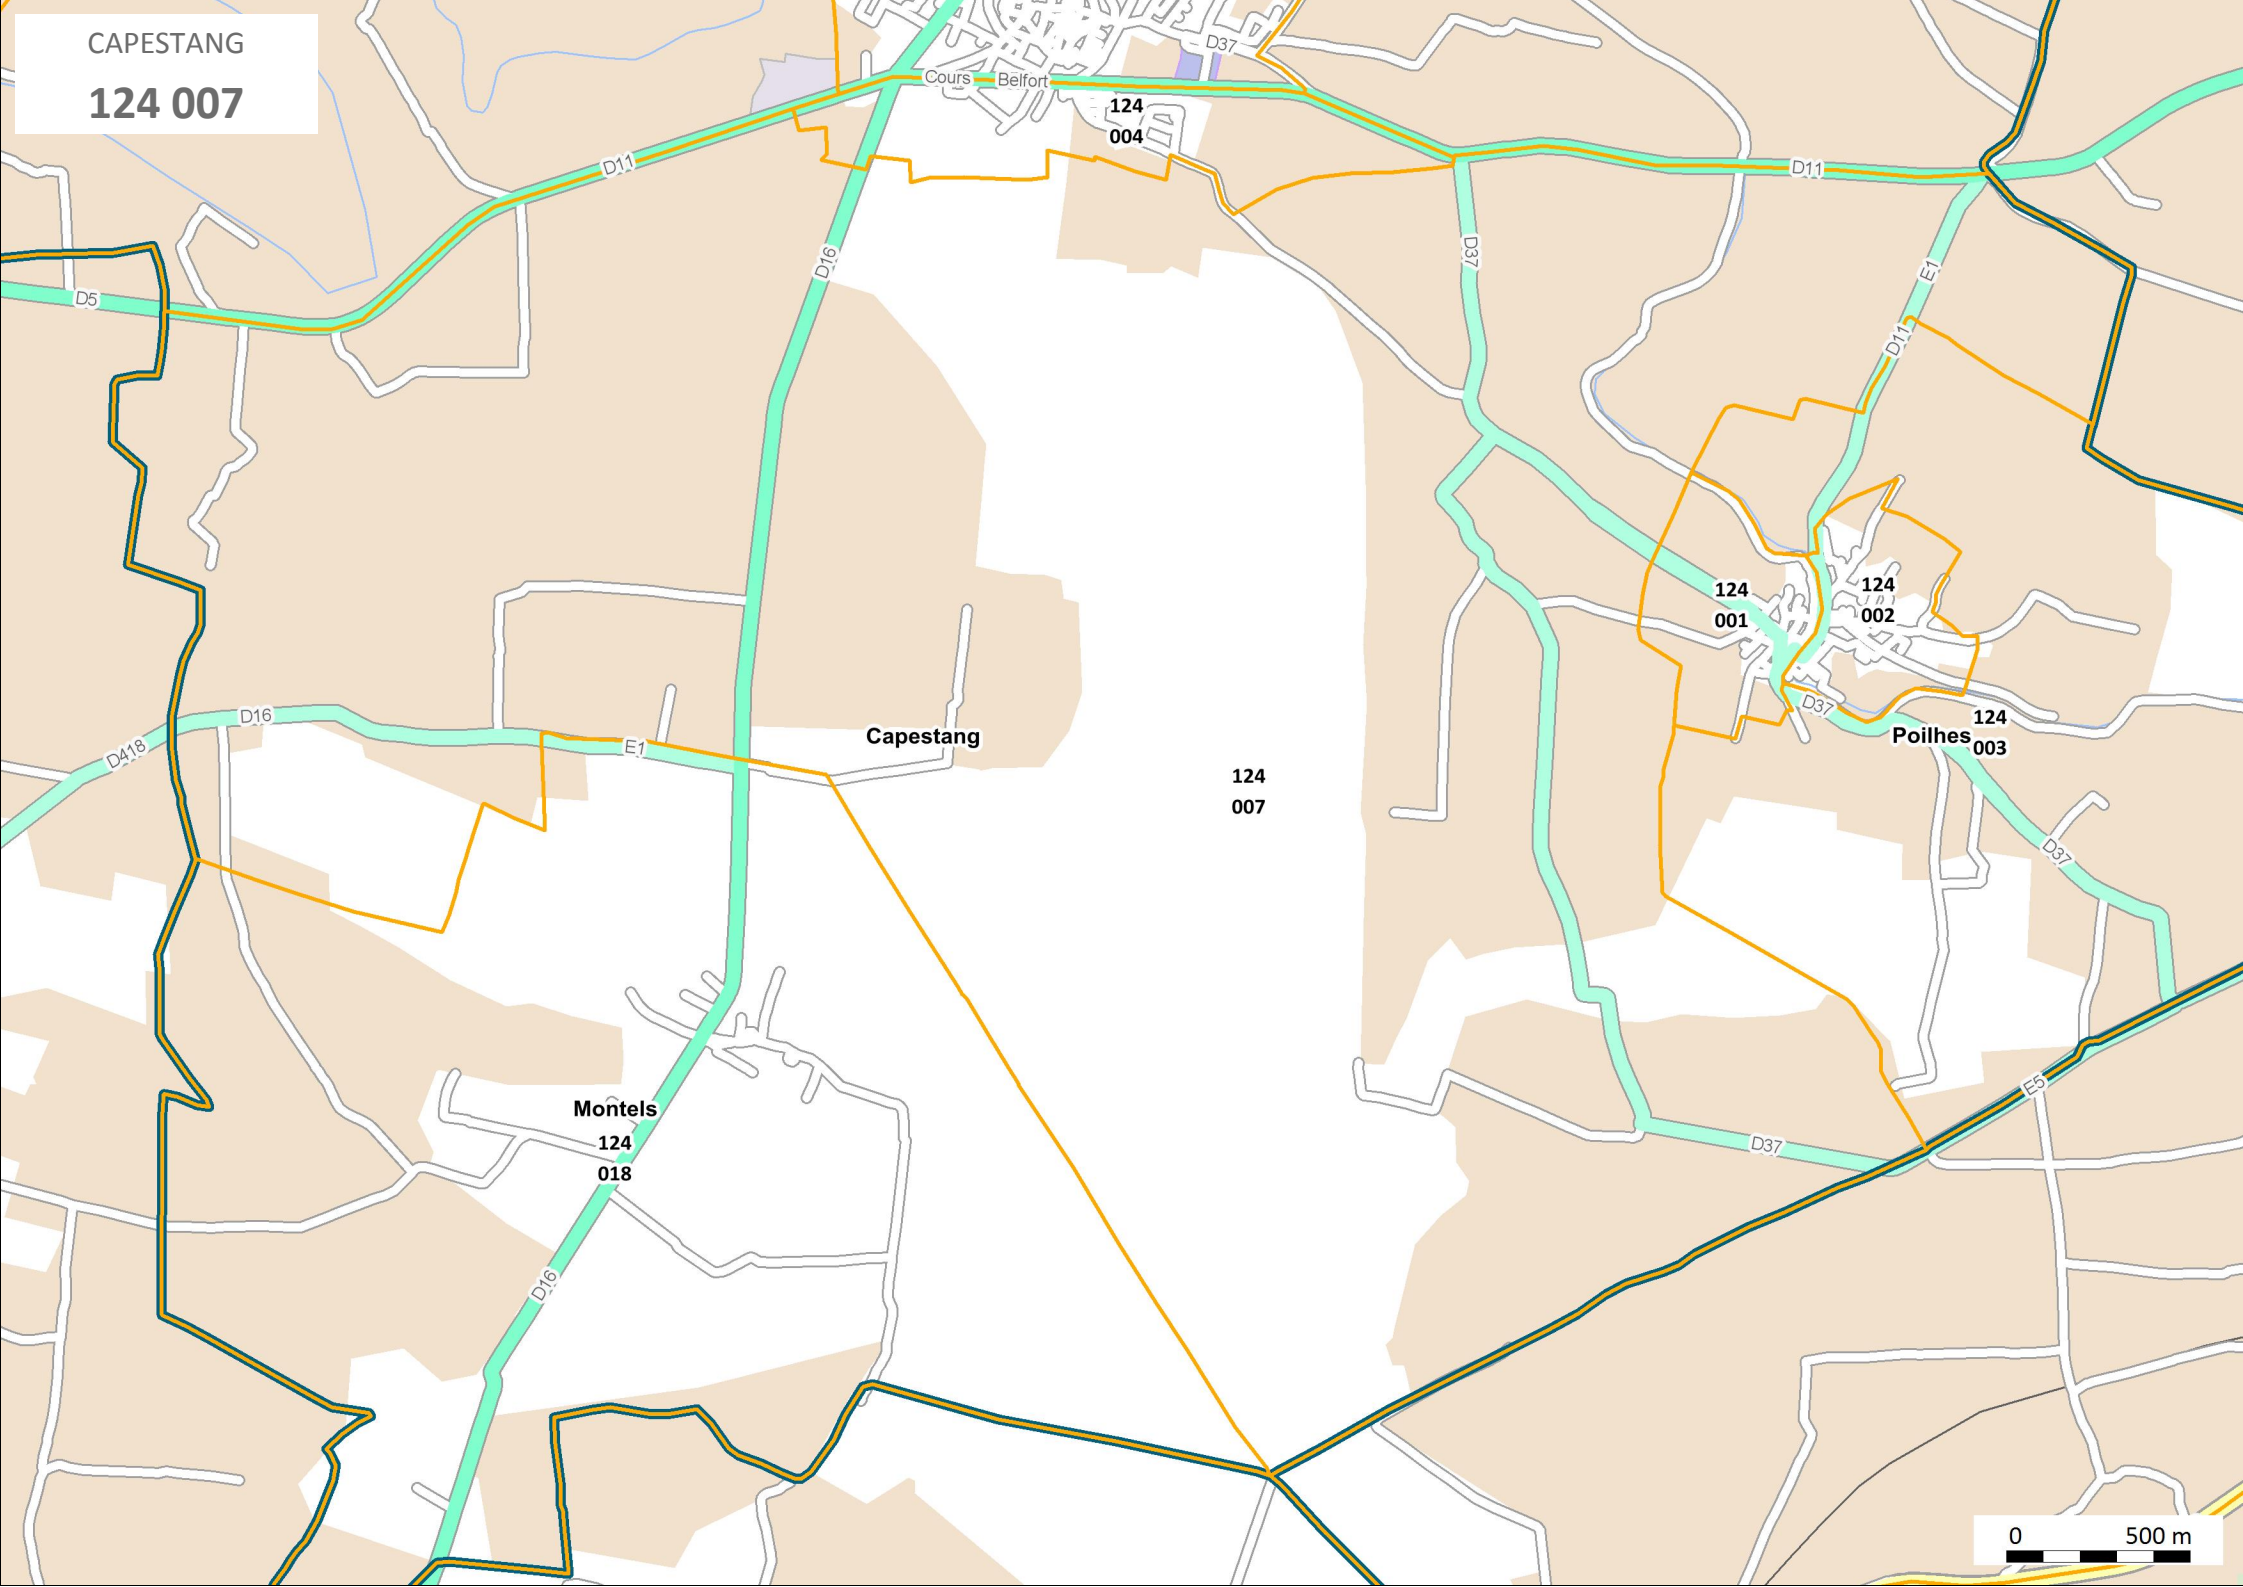 CAPESTANG
124 007
D37
Cours Belfort
124
004
D11
D11
D37
D16
E1
D5
D11
124
001
124
002
D16
D418
E1
Capestang
D37
124
003
Poilhes
124
007
D37
E5
Montels
124
018
D37
D16
0 500 m